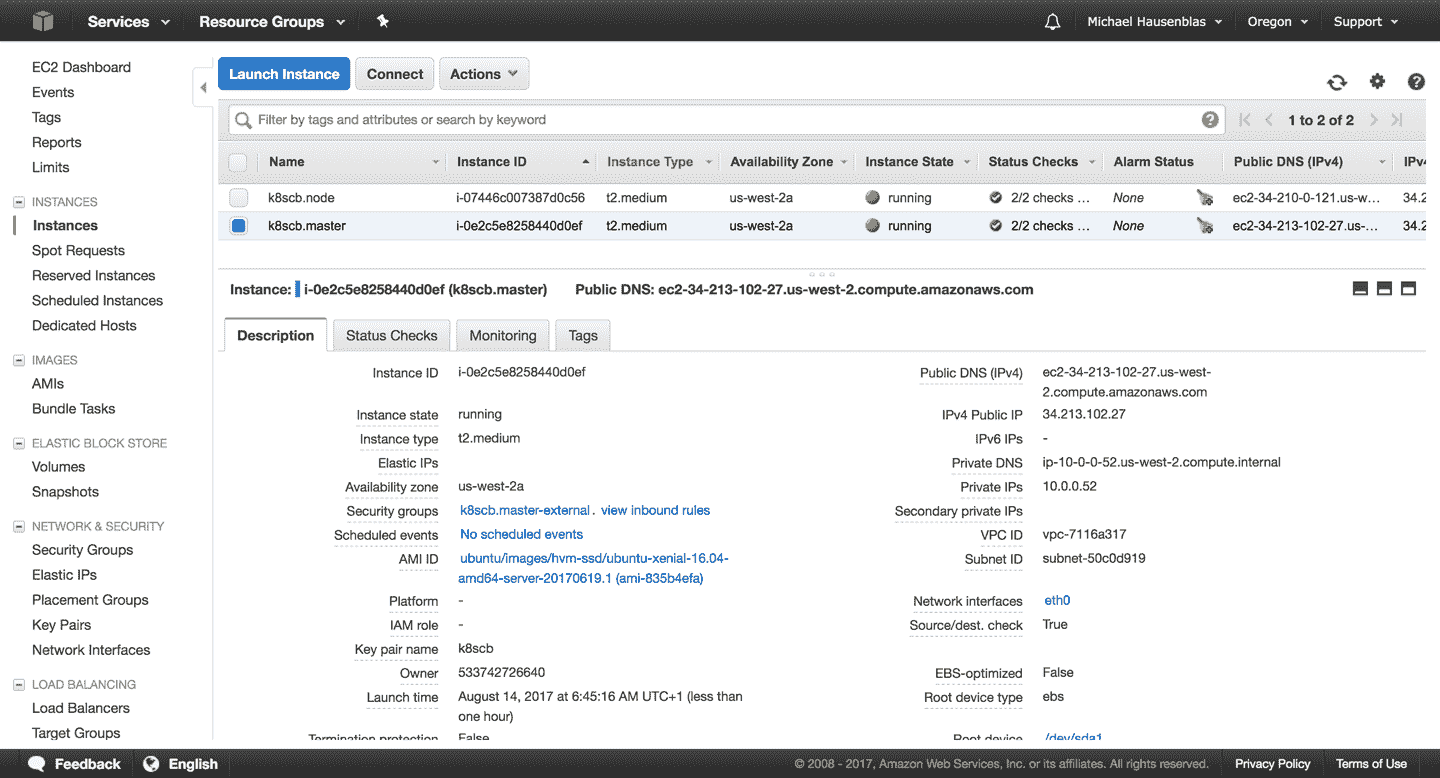 Services Resource Groups Michael Hausenblas Oregon Support
EC2 Dashboard
Events
Tags
Reports
Limits
INSTANCES
Instances
Spot Requests
Reserved Instances
Scheduled Instances
Dedicated Hosts
IMAGES
AMIs
Bundle Tasks
ELASTIC BLOCK STORE
Volumes
Snapshots
NETWORK & SECURITY
Security Groups
Elastic IPs
Placement Groups
Key Pairs
Network Interfaces
LOAD BALANCING
Load Balancers
Target Groups
Launch Instance Connect Actions
Filter by tags and attributes or search by keyword 1 to 2 of 2
Name Instance ID Instance Type Availability Zone Instance State Status Checks Alarm Status Public DNS (IPv4) IPv4
k8scb.node i-07446c007387d0c56 t2.medium us-west-2a running 2/2 checks ... None ec2-34-210-0-121.us-w... 34.2
k8scb.master i-0e2c5e8258440d0ef t2.medium us-west-2a running 2/2 checks ... None ec2-34-213-102-27.us-... 34.2
Instance: i-0e2c5e8258440d0ef (k8scb.master) Public DNS: ec2-34-213-102-27.us-west-2.compute.amazonaws.com
Description Status Checks Monitoring Tags
Instance ID i-0e2c5e8258440d0ef Public DNS (IPv4) ec2-34-213-102-27.us-west-
2.compute.amazonaws.com
Instance state running IPv4 Public IP 34.213.102.27
Instance type t2.medium IPv6 IPs -
Elastic IPs Private DNS ip-10-0-0-52.us-west-2.compute.internal
Availability zone us-west-2a Private IPs 10.0.0.52
Security groups k8scb.master-external. view inbound rules Secondary private IPs
Scheduled events No scheduled events VPC ID vpc-7116a317
AMI ID ubuntu/images/hvm-ssd/ubuntu-xenial-16.04- Subnet ID subnet-50c0d919
amd64-server-20170619.1 (ami-835b4efa)
Platform - Network interfaces eth0
IAM role - Source/dest. check True
Key pair name k8scb
Owner 533742726640 EBS-optimized False
Launch time August 14, 2017 at 6:45:16 AM UTC+1 (less than Root device type ebs
one hour)
Termination protection False Root device /dev/sda1
Feedback English © 2008 - 2017, Amazon Web Services, Inc. or its affiliates. All rights reserved. Privacy Policy Terms of Use